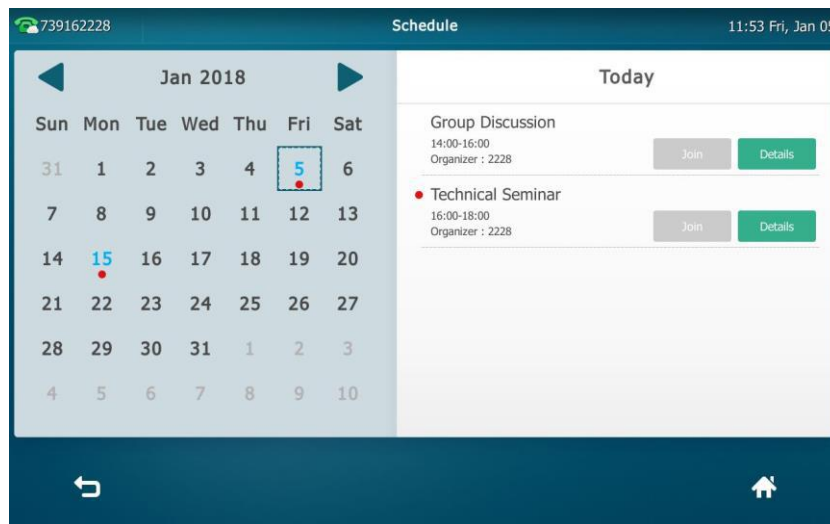 739162228 Schedule 11:53 Fri, Jan 05
Jan 2018
Sun Mon Tue Wed Thu Fri Sat
31 1 2 3 4 5 6
7 8 9 10 11 12 13
14 15 16 17 18 19 20
21 22 23 24 25 26 27
28 29 30 31 1 2 3
4 5 6 7 8 9 10
Today
Group Discussion
14:00-16:00
Organizer : 2228
Join Details
Technical Seminar
16:00-18:00
Organizer : 2228
Join Details